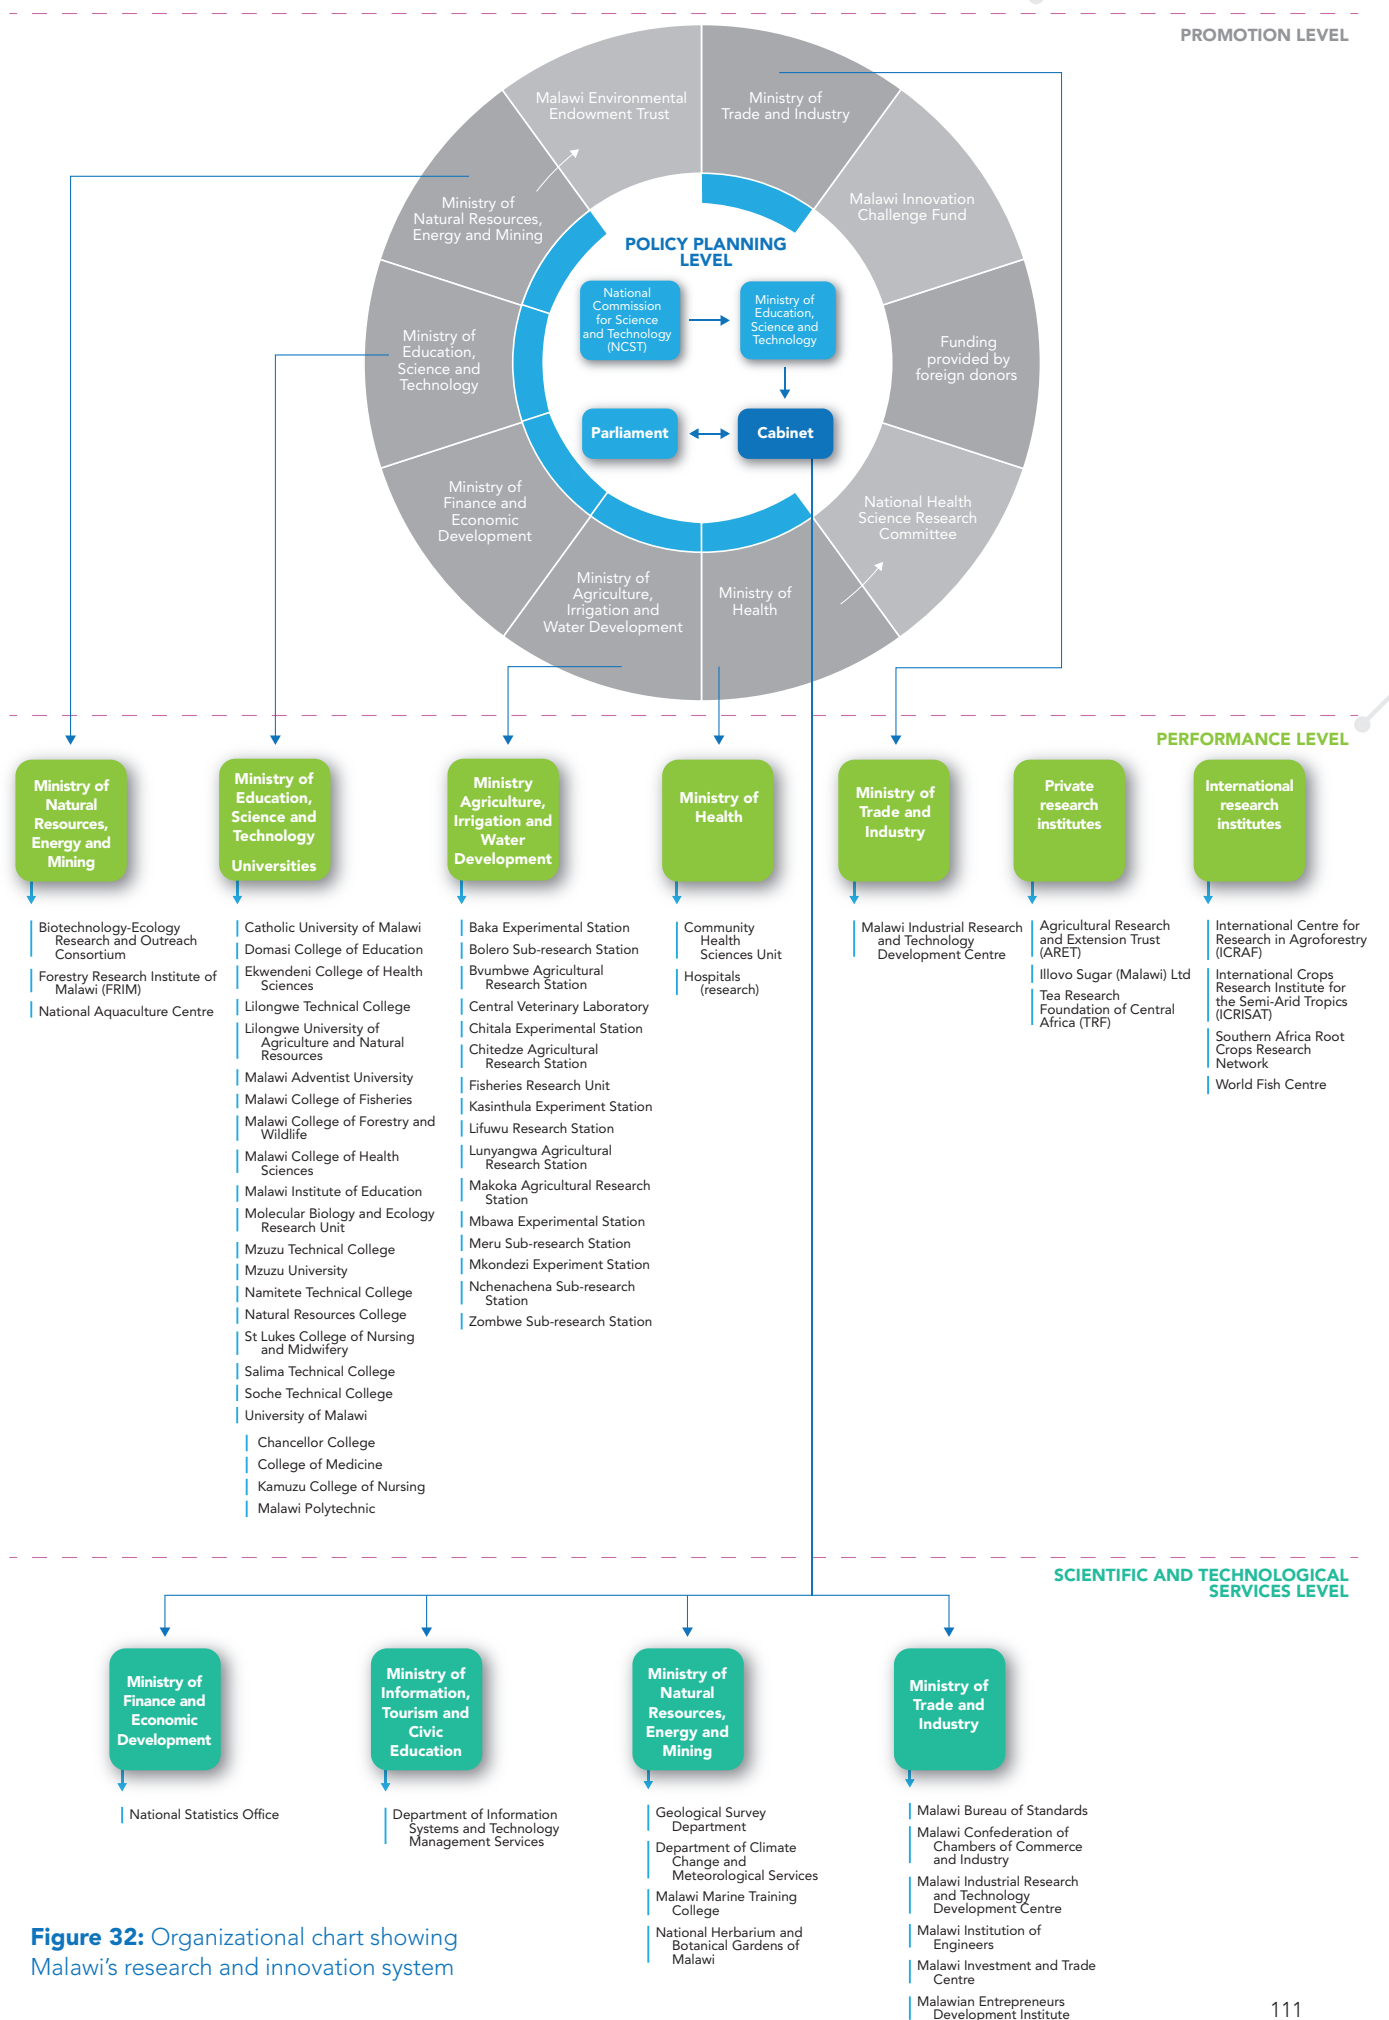 PROMOTION LEVEL
Malawi Environmental
Endowment Trust
Ministry of
Trade and Industry
Malawi Innovation
Challenge Fund
Funding
provided by
foreign donors
National Health
Science Research
Committee
Ministry of
Health
Ministry of
Agriculture,
Irrigation and
Water Development
Ministry of
Finance and
Economic
Development
Ministry of
Education,
Science and
Technology
Ministry of
Natural Resources,
Energy and Mining
POLICY PLANNING
LEVEL
National
Commission
for Science
and Technology
(NCST)
Ministry of
Education,
Science and
Technology
Parliament
Cabinet
PERFORMANCE LEVEL
Ministry of
Natural
Resources,
Energy and
Mining
Biotechnology-Ecology
Research and Outreach
Consortium
Forestry Research Institute of
Malawi (FRIM)
National Aquaculture Centre
Ministry of
Education,
Science and
Technology
Universities
Catholic University of Malawi
Domasi College of Education
Ekwendeni College of Health
Sciences
Lilongwe Technical College
Lilongwe University of
Agriculture and Natural
Resources
Malawi Adventist University
Malawi College of Fisheries
Malawi College of Forestry and
Wildlife
Malawi College of Health
Sciences
Malawi Institute of Education
Molecular Biology and Ecology
Research Unit
Mzuzu Technical College
Mzuzu University
Namitete Technical College
Natural Resources College
St Lukes College of Nursing
and Midwifery
Salima Technical College
Soche Technical College
University of Malawi
Chancellor College
College of Medicine
Kamuzu College of Nursing
Malawi Polytechnic
Ministry
Agriculture,
Irrigation and
Water
Development
Baka Experimental Station
Bolero Sub-research Station
Bvumbwe Agricultural
Research Station
Central Veterinary Laboratory
Chitala Experimental Station
Chitedze Agricultural
Research Station
Fisheries Research Unit
Kasinthula Experiment Station
Lifuwu Research Station
Lunyangwa Agricultural
Research Station
Makoka Agricultural Research
Station
Mbawa Experimental Station
Meru Sub-research Station
Mkondezi Experiment Station
Nchenachena Sub-research
Station
Zombwe Sub-research Station
Ministry of
Health
Community
Health
Sciences Unit
Hospitals
(research)
Ministry of
Trade and
Industry
Malawi Industrial Research
and Technology
Development Centre
Private
research
institutes
Agricultural Research
and Extension Trust
(ARET)
Illovo Sugar (Malawi) Ltd
Tea Research
Foundation of Central
Africa (TRF)
International
research
institutes
International Centre for
Research in Agroforestry
(ICRAF)
International Crops
Research Institute for
the Semi-Arid Tropics
(ICRISAT)
Southern Africa Root
Crops Research
Network
World Fish Centre
SCIENTIFIC AND TECHNOLOGICAL
SERVICES LEVEL
Ministry of
Finance and
Economic
Development
National Statistics Office
Ministry of
Information,
Tourism and
Civic
Education
Department of Information
Systems and Technology
Management Services
Ministry of
Natural
Resources,
Energy and
Mining
Geological Survey
Department
Department of Climate
Change and
Meteorological Services
Malawi Marine Training
College
National Herbarium and
Botanical Gardens of
Malawi
Ministry of
Trade and
Industry
Malawi Bureau of Standards
Malawi Confederation of
Chambers of Commerce
and Industry
Malawi Industrial Research
and Technology
Development Centre
Malawi Institution of
Engineers
Malawi Investment and Trade
Centre
Malawian Entrepreneurs
Development Institute
Figure 32: Organizational chart showing
Malawi's research and innovation system
111